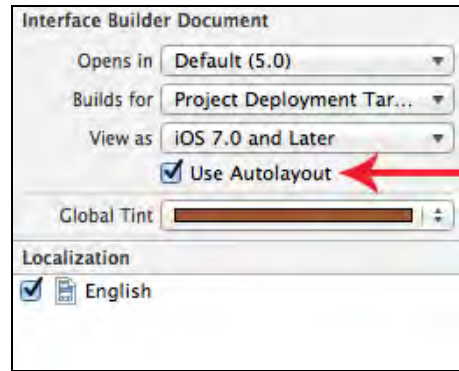 Interface Builder Document
Opens in Default (5.0)
Builds for Project Deployment Tar...
View as iOS 7.0 and Later
Use Autolayout
Global Tint
Localization
English